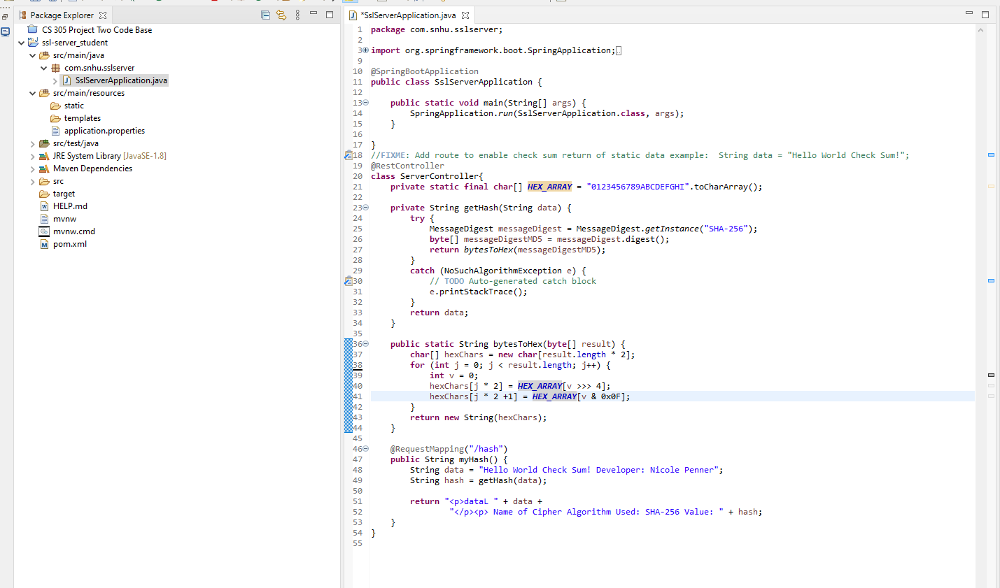 Package Explorer
CS 305 Project Two Code Base
ssl-server_student
src/main/java
com.snhu.sslserver
SslServerApplication.java
src/main/resources
static
templates
application.properties
src/test/java
JRE System Library [JavaSE-1.8]
Maven Dependencies
src
target
HELP.md
mvnw
mvnw.cmd
pom.xml
*SslServerApplication.java
1 package com.snhu.sslserver;
2
3 import org.springframework.boot.SpringApplication;
9
10 @SpringBootApplication
11 public class SslServerApplication {
12
13     public static void main(String[] args) {
14         SpringApplication.run(SslServerApplication.class, args);
15     }
16
17 }
18 //FIXME: Add route to enable check sum return of static data example:  String data = "Hello World Check Sum!";
19 @RestController
20 class ServerController{
21     private static final char[] HEX_ARRAY = "0123456789ABCDEFGHI".toCharArray();
22
23     private String getHash(String data) {
24         try {
25             MessageDigest messageDigest = MessageDigest.getInstance("SHA-256");
26             byte[] messageDigestMD5 = messageDigest.digest();
27             return bytesToHex(messageDigestMD5);
28         }
29         catch (NoSuchAlgorithmException e) {
30             // TODO Auto-generated catch block
31             e.printStackTrace();
32         }
33         return data;
34     }
35
36     public static String bytesToHex(byte[] result) {
37         char[] hexChars = new char[result.length * 2];
38         for (int j = 0; j < result.length; j++) {
39             int v = 0;
40             hexChars[j * 2] = HEX_ARRAY[v >>> 4];
41             hexChars[j * 2 +1] = HEX_ARRAY[v & 0x0F];
42         }
43         return new String(hexChars);
44     }
45
46     @RequestMapping("/hash")
47     public String myHash() {
48         String data = "Hello World Check Sum! Developer: Nicole Penner";
49         String hash = getHash(data);
50
51         return "<p>dataL " + data +
52                 "</p><p> Name of Cipher Algorithm Used: SHA-256 Value: " + hash;
53     }
54 }
55